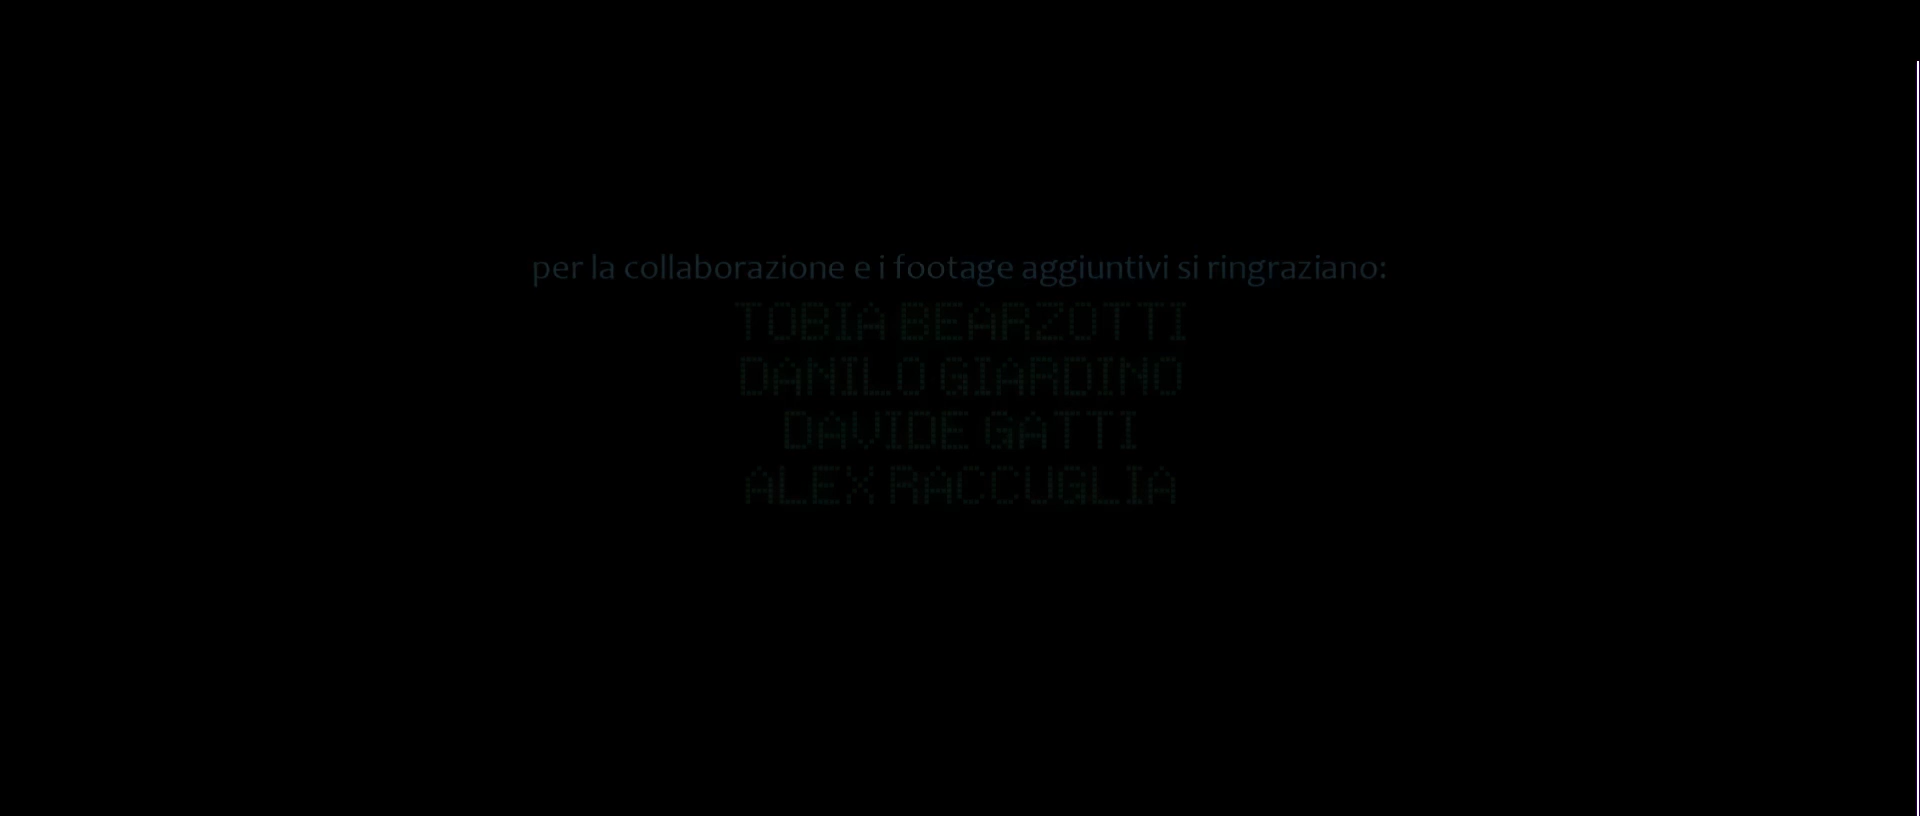 per la collaborazione e i footage aggiuntivi si ringraziano:
TOBIA BEARZOTTI
DANILO GIARDINO
DAVIDE GATTI
ALEX RACCUGLIA